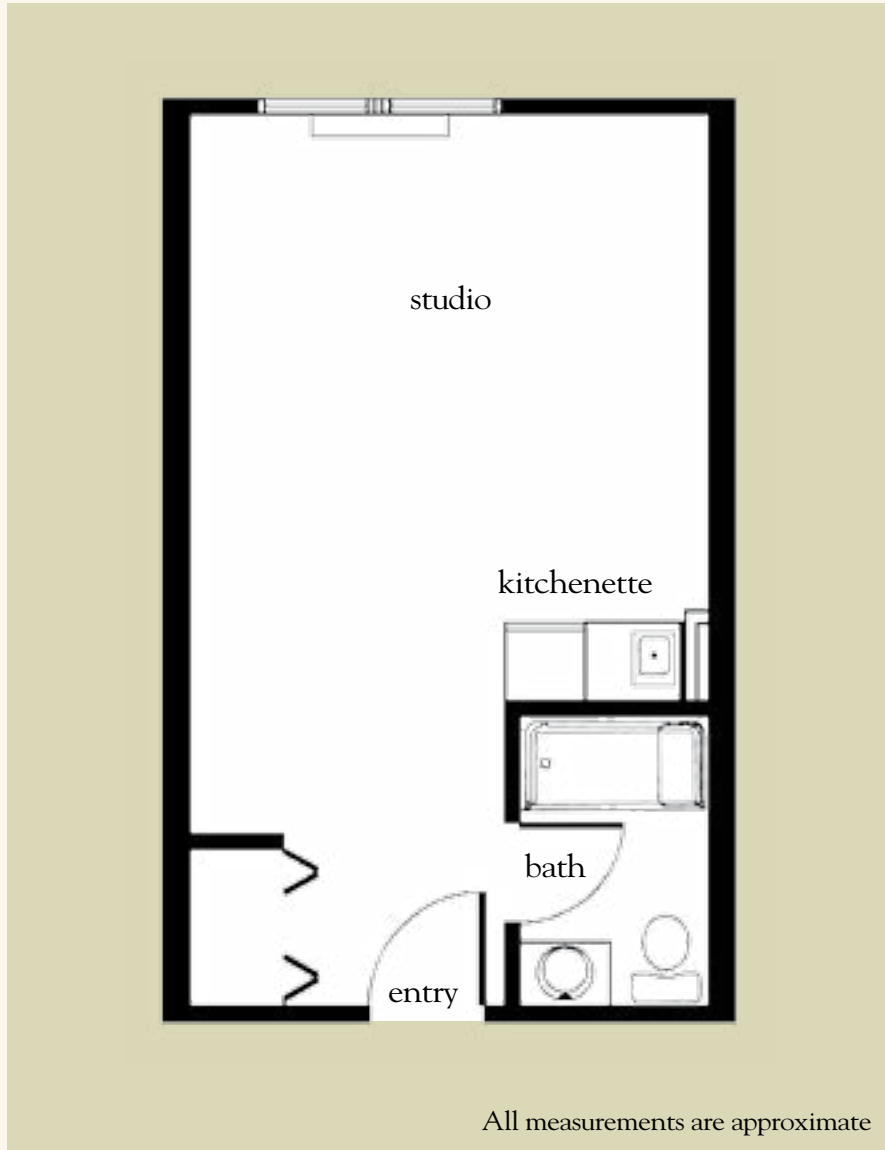 studio
kitchenette
bath
entry
All measurements are approximate